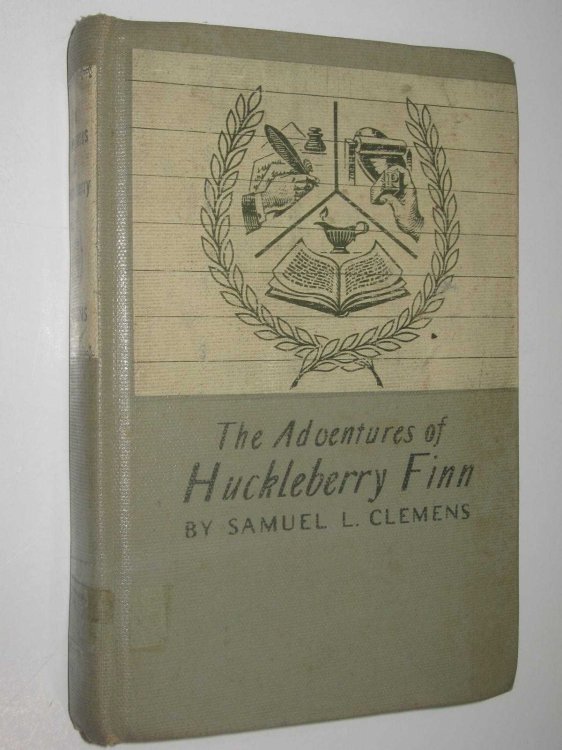 The Adventures of
Huckleberry Finn
BY SAMUEL L. CLEMENS